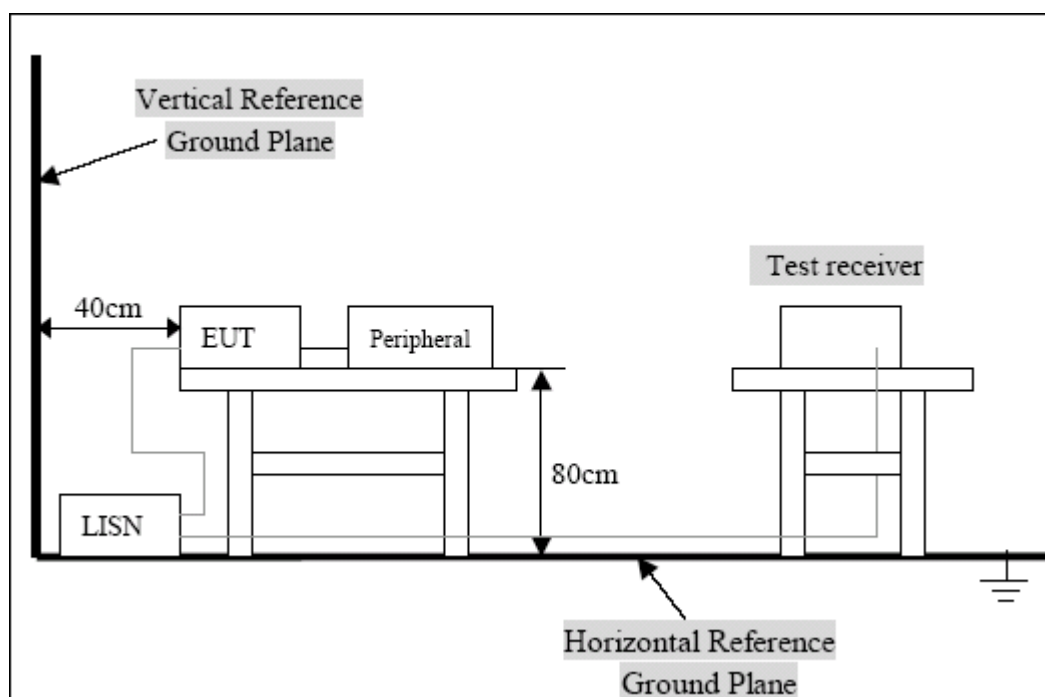 Vertical Reference
Ground Plane
Test receiver
40cm
EUT
Peripheral
80cm
LISN
Horizontal Reference
Ground Plane